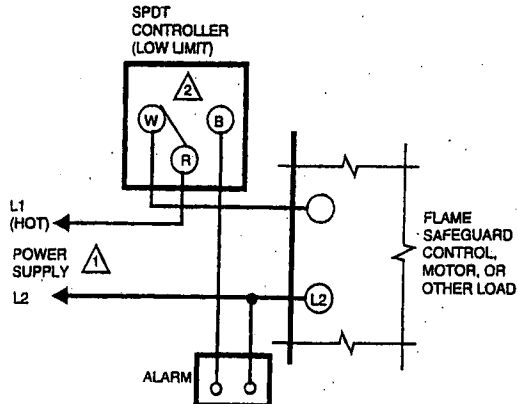 SPDT
CONTROLLER
(LOW LIMIT)
2
W
B
R
L1
(HOT)
POWER
SUPPLY 1
L2
L2
FLAME
SAFEGUARD
CONTROL,
MOTOR, OR
OTHER LOAD
ALARM